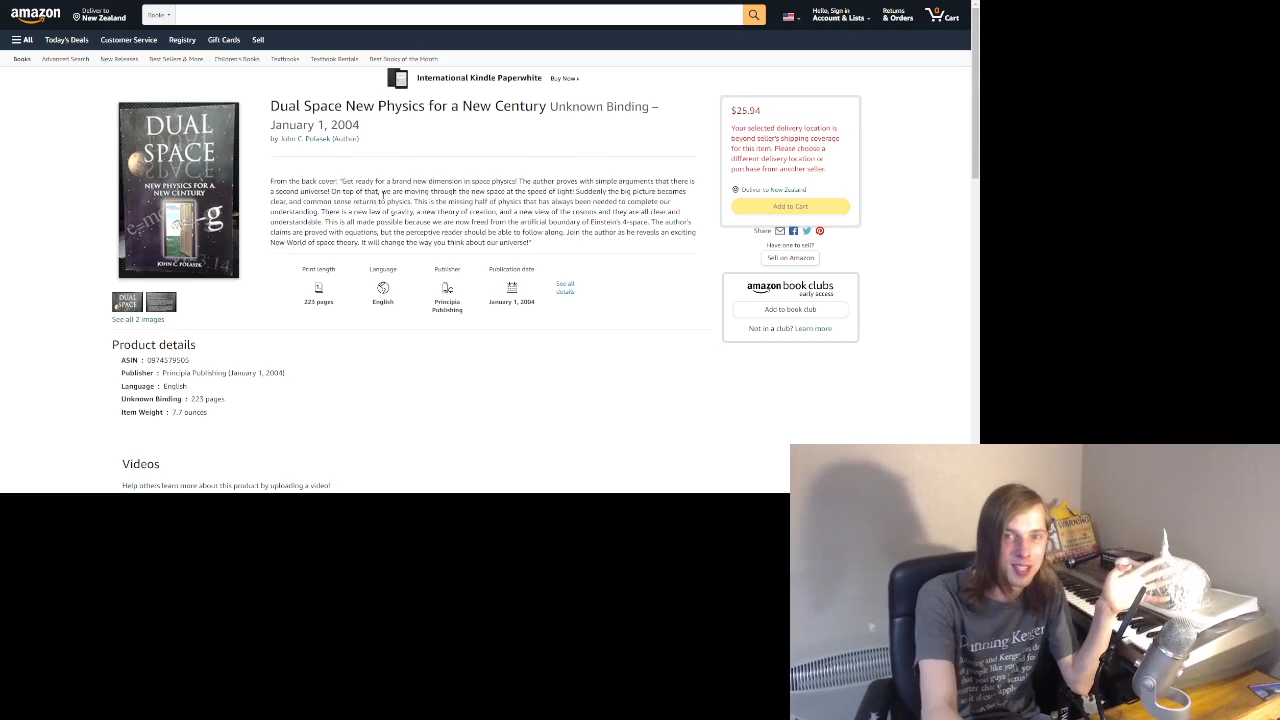 amazon
Deliver to
New Zealand
Books
Hello, Sign in
Account & Lists
Returns
& Orders
0
Cart
All
Today's Deals
Customer Service
Registry
Gift Cards
Sell
Books
Advanced Search
New Releases
Best Sellers & More
Children's Books
Textbooks
Textbook Rentals
Best Books of the Month
International Kindle Paperwhite
Buy Now
DUAL
SPACE
NEW PHYSICS FOR A
NEW CENTURY
JOHN C. POLASEK
DUAL
SPACE
See all 2 images
Dual Space New Physics for a New Century Unknown Binding –
January 1, 2004
by John C. Polasek (Author)
From the back cover: "Get ready for a brand new dimension in space physics! The author proves with simple arguments that there is
a second universe! On top of that, we are moving through the new space at the speed of light! Suddenly the big picture becomes
clear, and common sense returns to physics. This is the missing half of physics that has always been needed to complete our
understanding. There is a new law of gravity, a new theory of creation, and a new view of the cosmos and they are all clear and
understandable. This is all made possible because we are now freed from the artificial boundary of Einstein's 4-space. The author's
claims are proved with equations, but the perceptive reader should be able to follow along. Join the author as he reveals an exciting
New World of space theory. It will change the way you think about our universe!"
Print length
223 pages
Language
English
Publisher
Principia
Publishing
Publication date
January 1, 2004
See all
details
$25.94
Your selected delivery location is
beyond seller's shipping coverage
for this item. Please choose a
different delivery location or
purchase from another seller.
Deliver to New Zealand
Add to Cart
Share
Have one to sell?
Sell on Amazon
amazon book clubs
early access
Add to book club
Not in a club? Learn more
Product details
ASIN : 0974579505
Publisher : Principia Publishing (January 1, 2004)
Language : English
Unknown Binding : 223 pages
Item Weight : 7.7 ounces
Videos
Help others learn more about this product by uploading a video!
WARNING